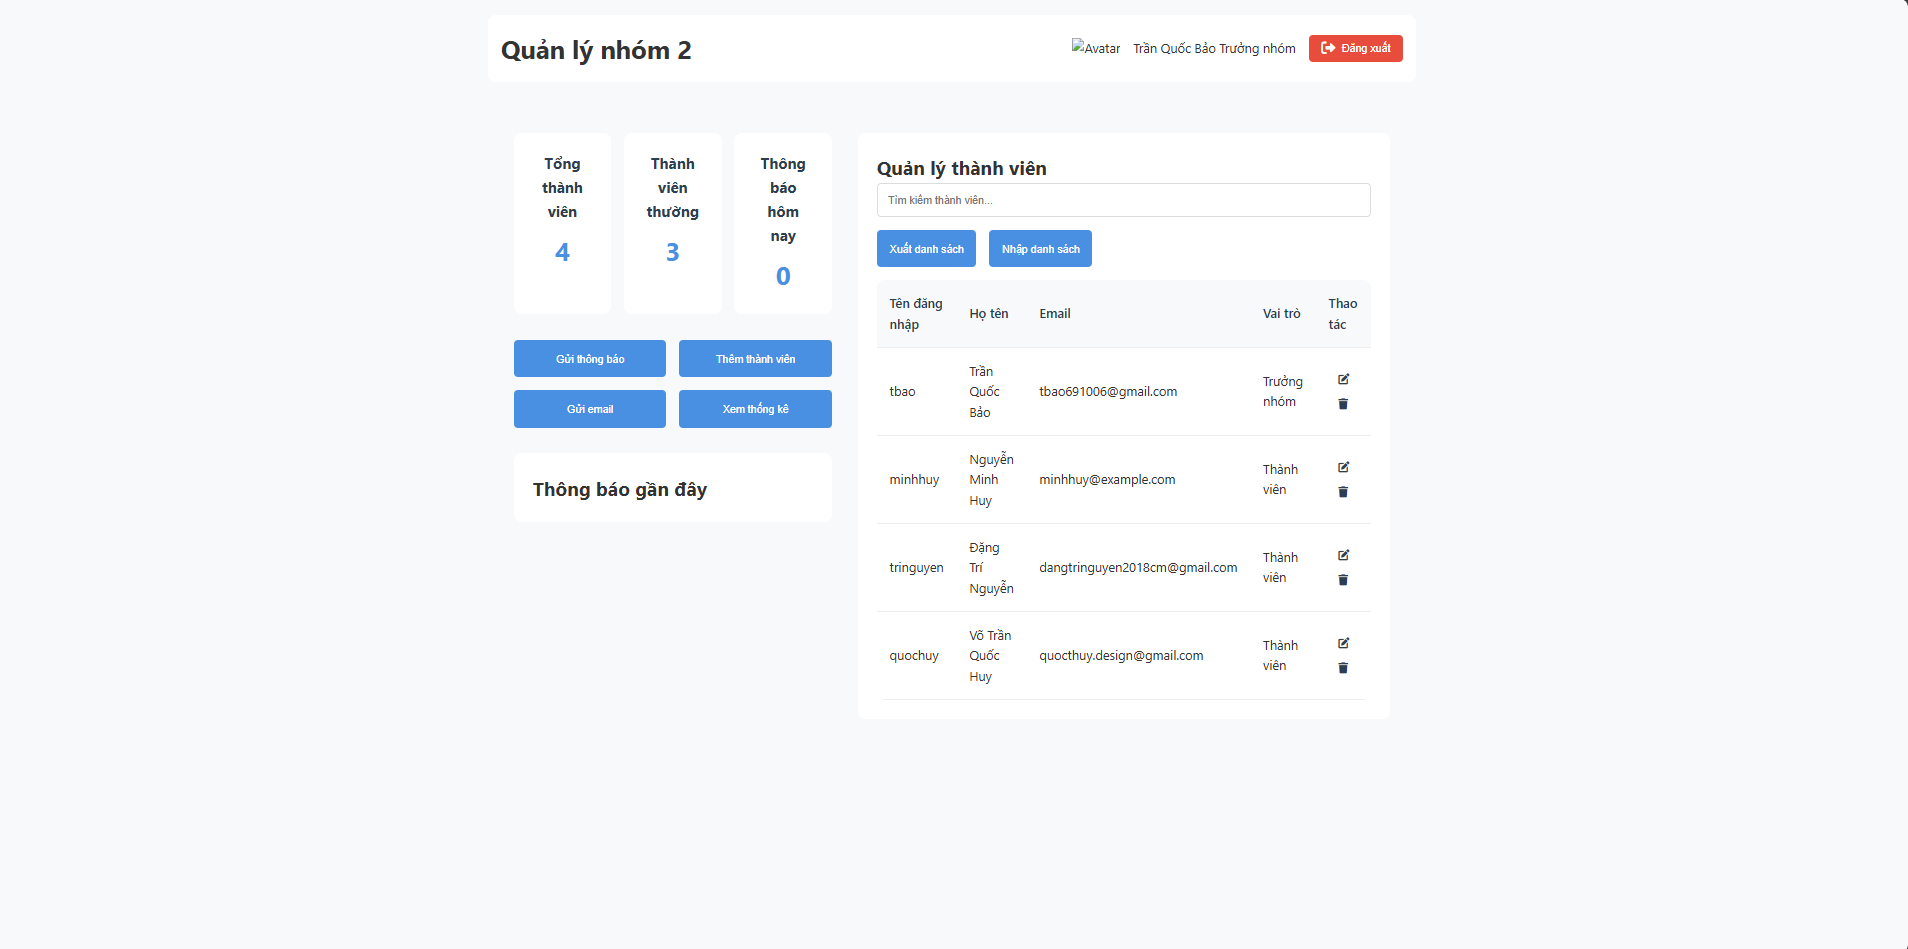 Quản lý nhóm 2
Avatar
Trần Quốc Bảo Trưởng nhóm
Đăng xuất
Tổng
thành
viên
4
Thành
viên
thường
3
Thông
báo
hôm
nay
0
Gửi thông báo
Thêm thành viên
Gửi email
Xem thống kê
Thông báo gần đây
Quản lý thành viên
Tìm kiếm thành viên...
Xuất danh sách
Nhập danh sách
Tên đăng
nhập
Họ tên
Email
Vai trò
Thao
tác
tbao
Trần
Quốc
Bảo
tbao691006@gmail.com
Trưởng
nhóm
minhhuy
Nguyễn
Minh
Huy
minhhuy@example.com
Thành
viên
tringuyen
Đặng
Trí
Nguyễn
dangtringuyen2018cm@gmail.com
Thành
viên
quochuy
Võ Trần
Quốc
Huy
quocthuy.design@gmail.com
Thành
viên